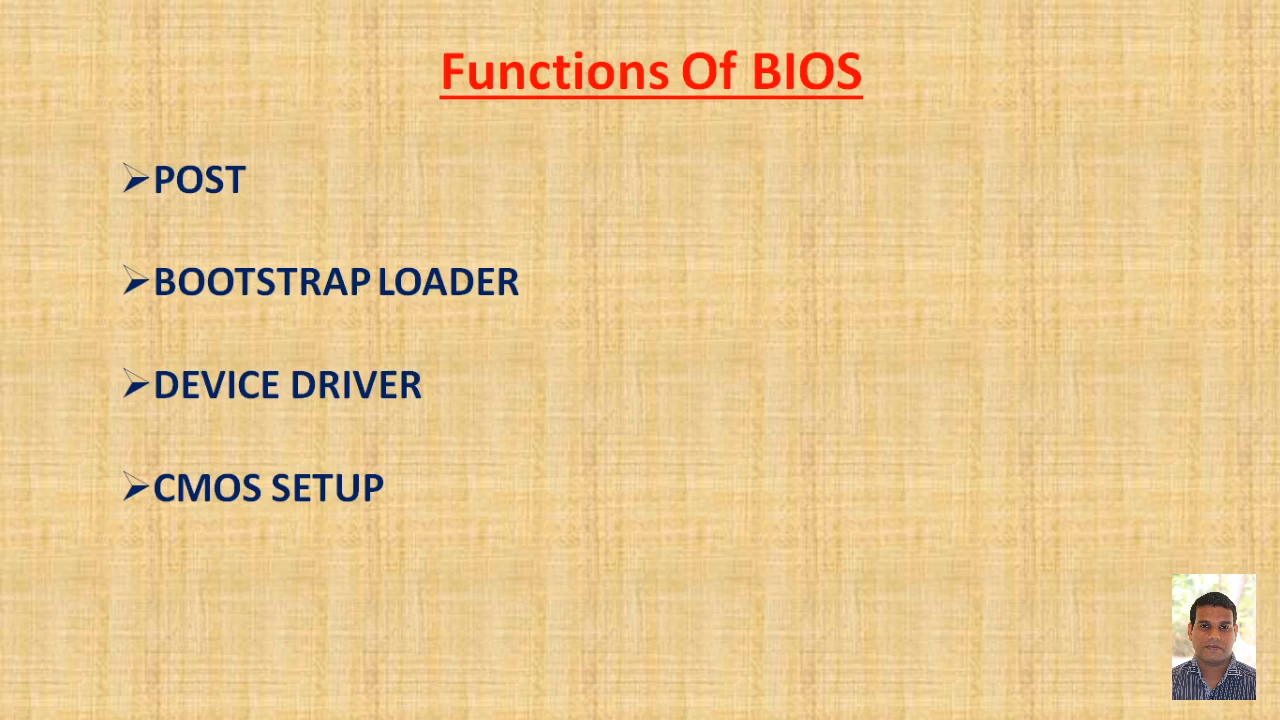 Functions Of BIOS
➢POST
➢BOOTSTRAP LOADER
➢DEVICE DRIVER
➢CMOS SETUP